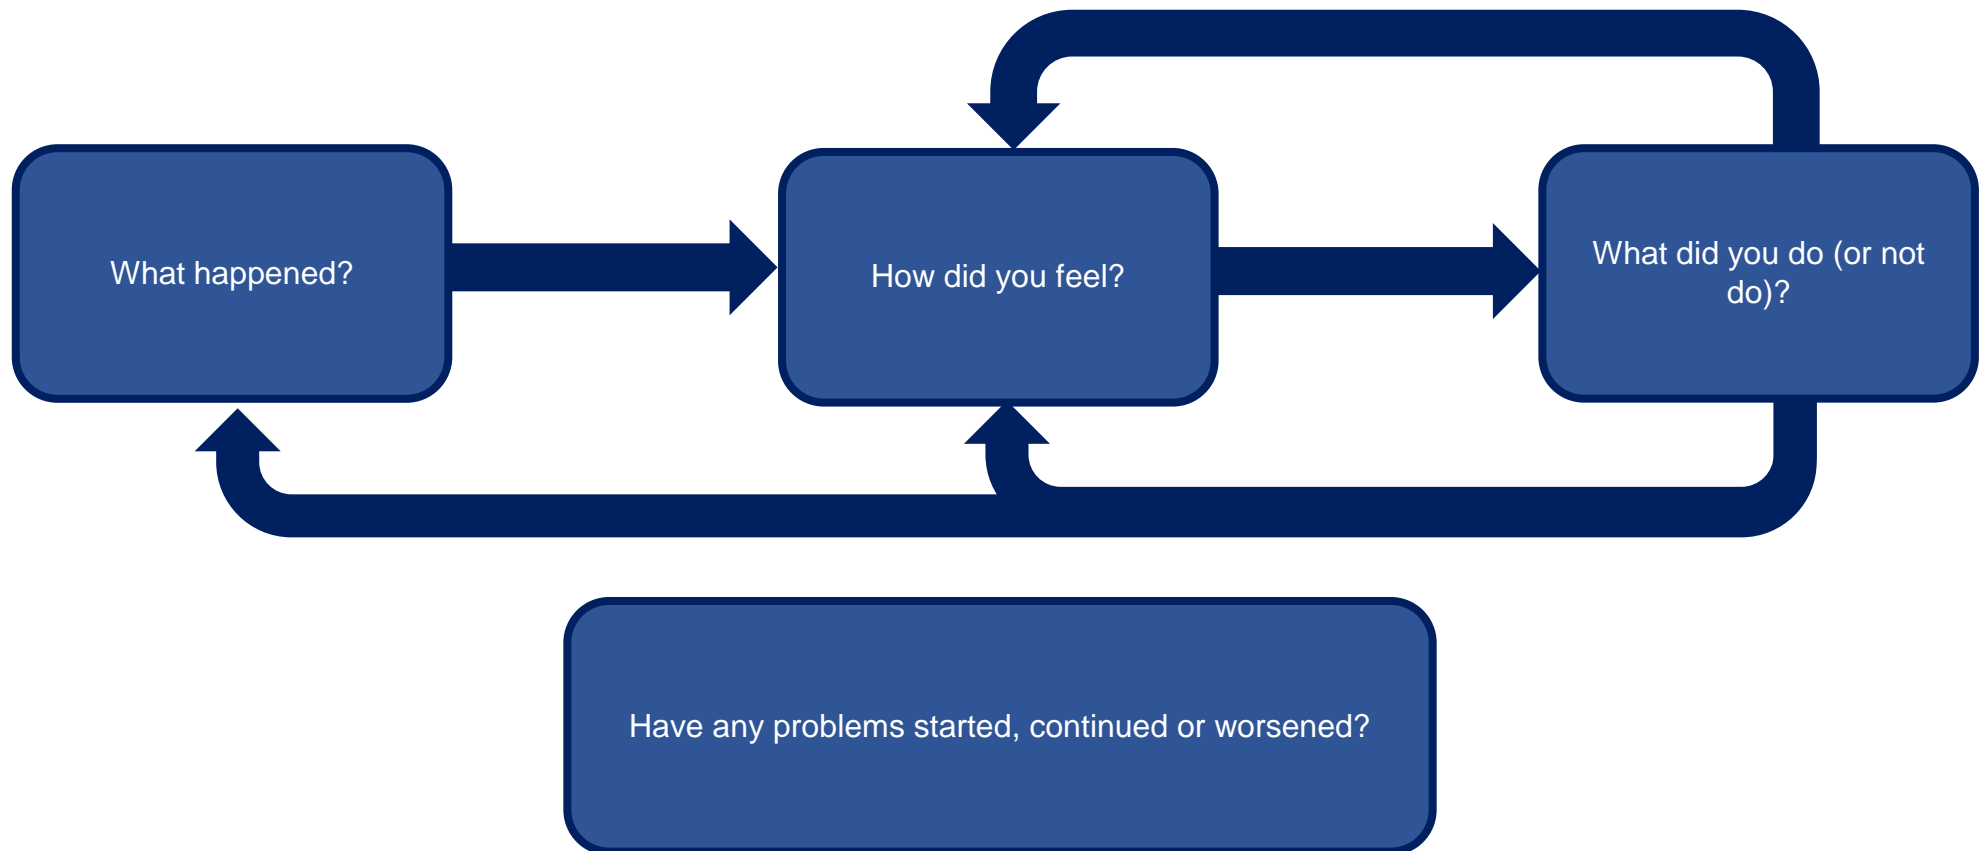 What happened?
How did you feel?
What did you do (or not
do)?
Have any problems started, continued or worsened?